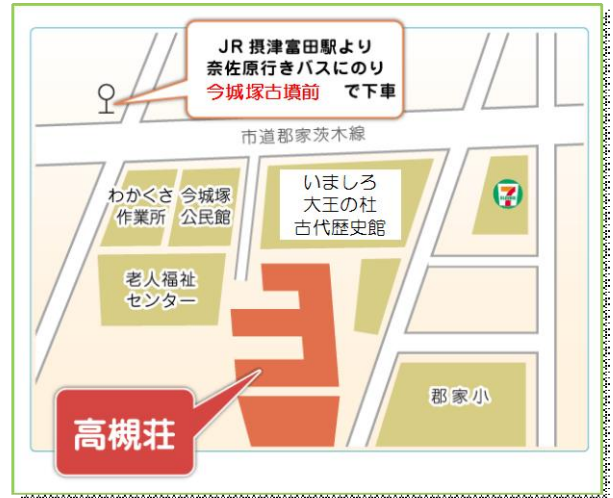 JR 摂津富田駅より
奈佐原行きバスにのり
今城塚古墳前 で下車
市道郡家茨木線
わかくさ
作業所
今城塚
公民館
いましろ
大王の杜
古代歴史館
7
ELEVEN
老人福祉
センター
郡家小
高槻荘